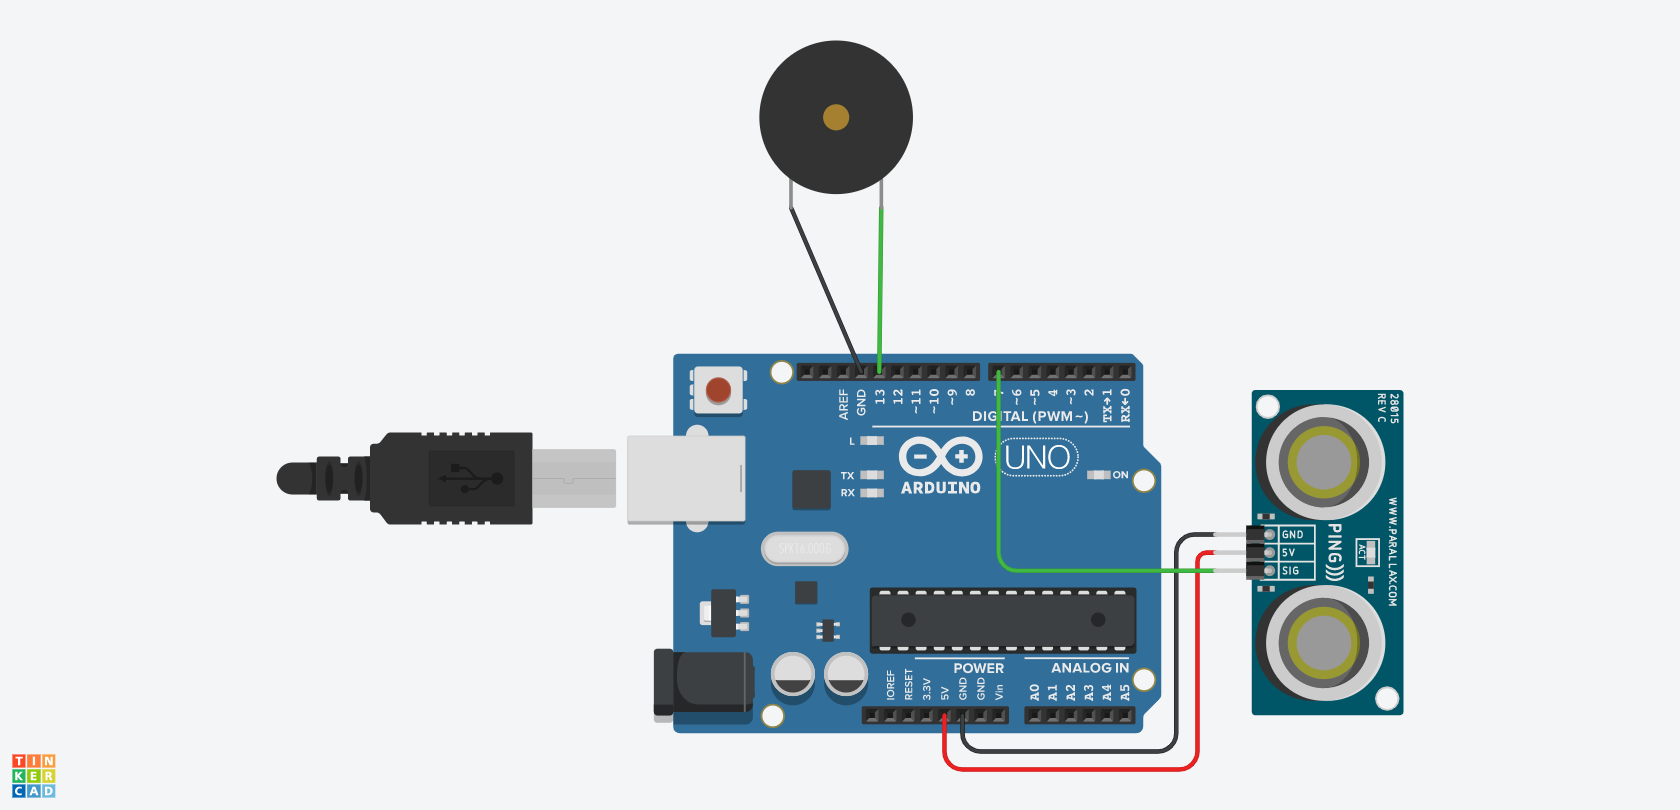 AREF
GND
13
12
~11
~10
~9
8
7
~6
~5
4
~3
2
TX→1
RX←0
DIGITAL (PWM~)
L
TX
RX
ARDUINO
UNO
ON
POWER
ANALOG IN
IOREF
RESET
3.3V
5V
GND
GND
Vin
A0
A1
A2
A3
A4
A5
28015
REV C
GND
5V
SIG
PING)))
ACT
WWW.PARALLAX.COM
TIN
KER
CAD